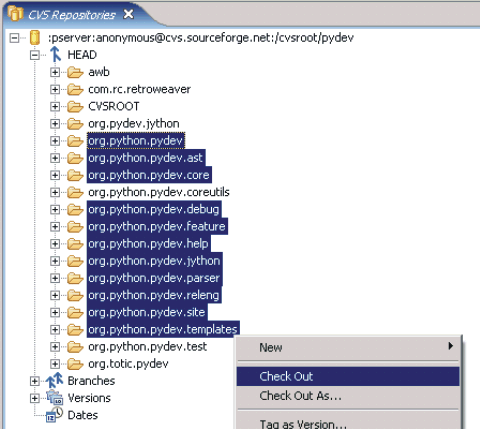 CVS Repositories
:pserver:anonymous@cvs.sourceforge.net:/cvsroot/pydev
HEAD
awb
com.rc.retroweaver
CVSROOT
org.pydev.jython
org.python.pydev
org.python.pydev.ast
org.python.pydev.core
org.python.pydev.coreutils
org.python.pydev.debug
org.python.pydev.feature
org.python.pydev.help
org.python.pydev.jython
org.python.pydev.parser
org.python.pydev.releng
org.python.pydev.site
org.python.pydev.templates
org.python.pydev.test
New
org.totic.pydev
Branches
Check Out
Versions
Check Out As...
Dates
Tag as Version...